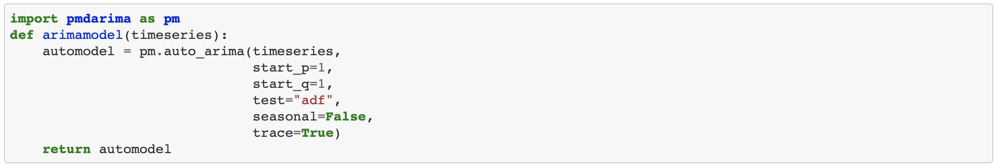 import pmdarima as pm
def arimamodel(timeseries):
    automodel = pm.auto_arima(timeseries,
                              start_p=1,
                              start_q=1,
                              test="adf",
                              seasonal=False,
                              trace=True)
    return automodel